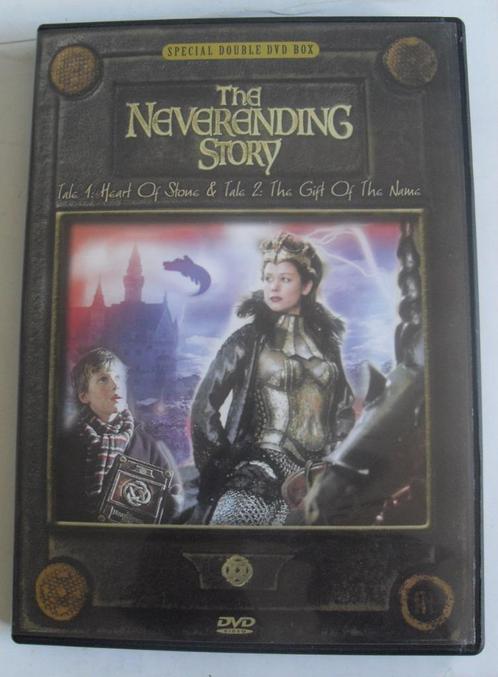 SPECIAL DOUBLE DVD BOX
The
NEVERENDING
STORY
Tale 1: Heart Of Stone & Tale 2: The Gift Of The Name
DVD
VIDEO